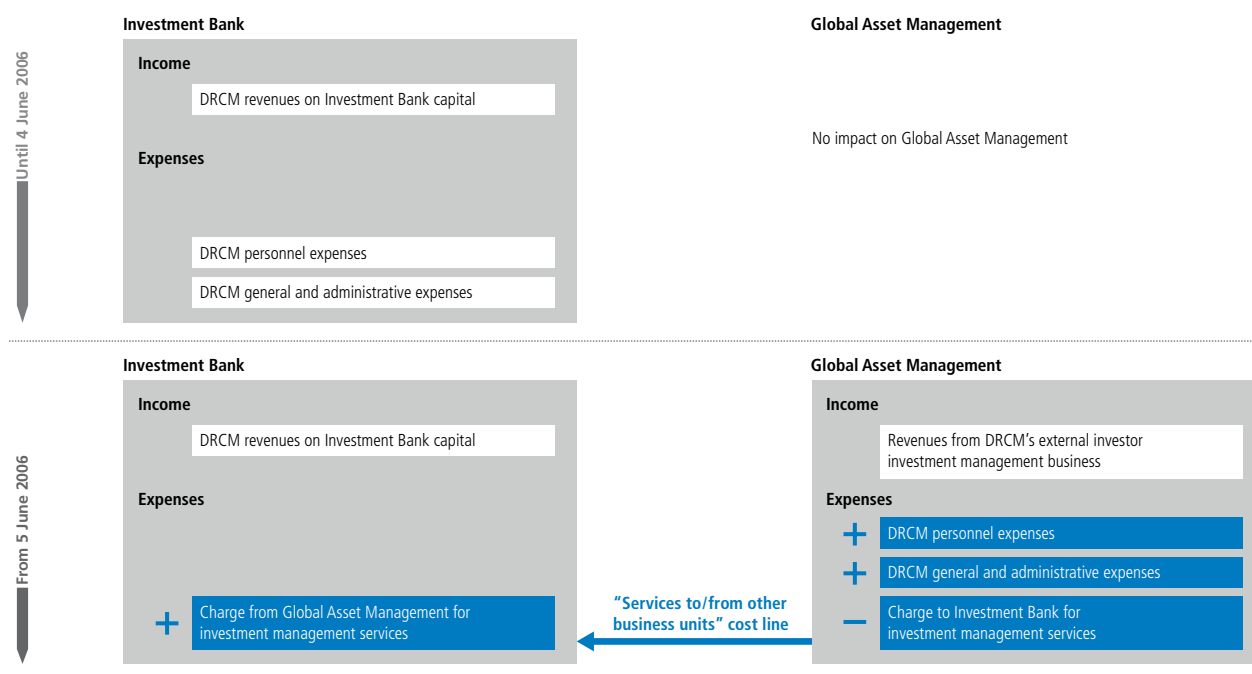 Until 4 June 2006
Investment Bank
Income
DRCM revenues on Investment Bank capital
Expenses
DRCM personnel expenses
DRCM general and administrative expenses
Global Asset Management
No impact on Global Asset Management
From 5 June 2006
Investment Bank
Income
DRCM revenues on Investment Bank capital
Expenses
+
Charge from Global Asset Management for
investment management services
"Services to/from other
business units" cost line
Global Asset Management
Income
Revenues from DRCM's external investor
investment management business
Expenses
+ DRCM personnel expenses
+ DRCM general and administrative expenses
– Charge to Investment Bank for
investment management services